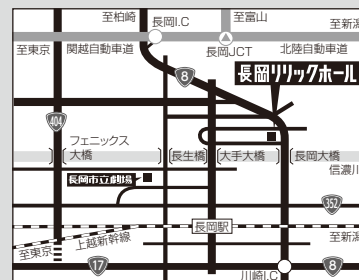 至柏崎
長岡I.C
至富山
至新潟
至東京
関越自動車道
長岡JCT
北陸自動車道
8
長岡リリックホール
404
フェニックス
大橋
長生橋
大手大橋
長岡大橋
信濃川
長岡市立劇場
352
長岡駅
至新潟
上越新幹線
至東京
17
川崎I.C
8